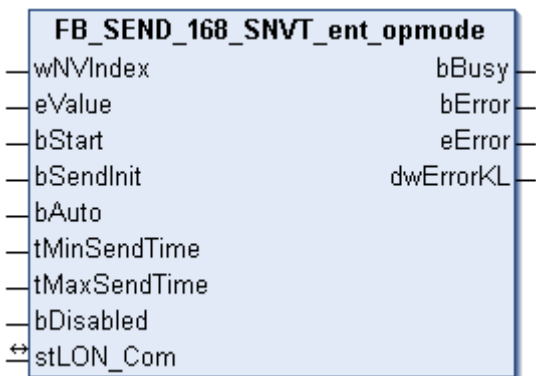 FB_SEND_168_SNVT_ent_opmode
wNVIndex bBusy
eValue bError
bStart eError
bSendInit dwErrorKL
bAuto
tMinSendTime
tMaxSendTime
bDisabled
stLON_Com